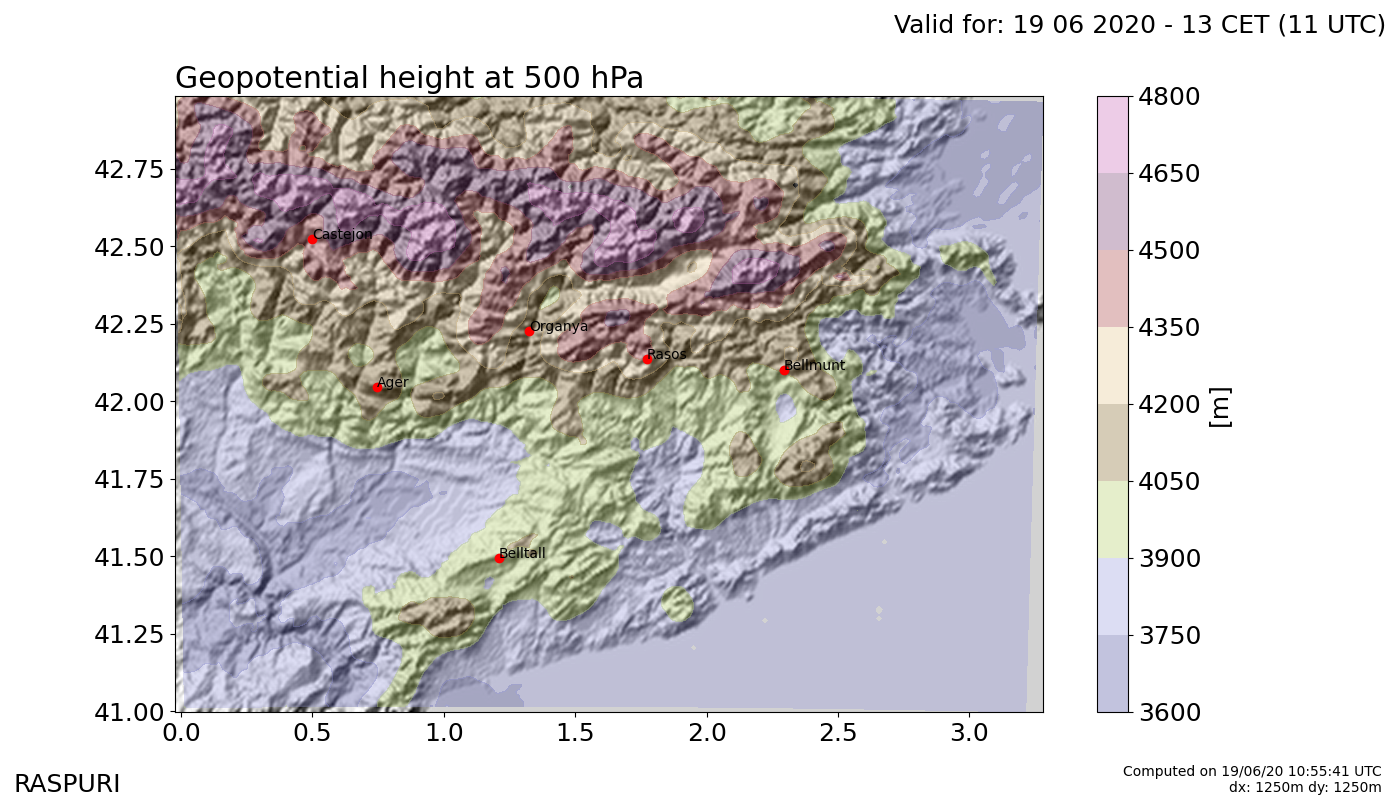 Valid for: 19 06 2020 - 13 CET (11 UTC)
Geopotential height at 500 hPa
4800
42.75
4650
Castejon
42.50
4500
42.25
Organya
4350
Rasos
Bellmunt
Ager
42.00
4200
[m]
41.75
4050
41.50
Belltall
3900
41.25
3750
41.00
3600
0.0 0.5 1.0 1.5 2.0 2.5 3.0
RASPURI
Computed on 19/06/20 10:55:41 UTC
dx: 1250m dy: 1250m